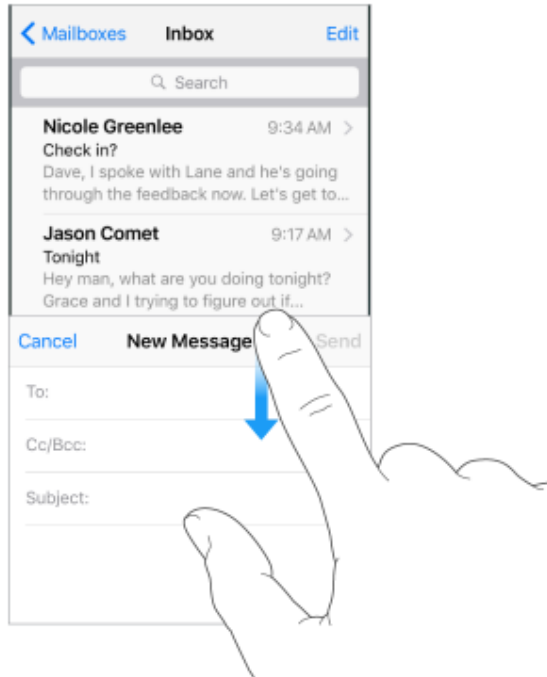 Mailboxes Inbox Edit
Search
Nicole Greenlee 9:34 AM
Check in?
Dave, I spoke with Lane and he's going
through the feedback now. Let's get to...
Jason Comet 9:17 AM
Tonight
Hey man, what are you doing tonight?
Grace and I trying to figure out if...
Cancel New Message Send
To:
Cc/Bcc:
Subject: